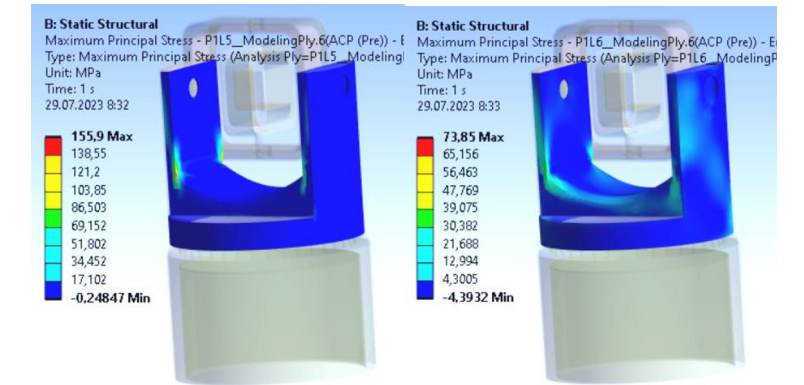 B: Static Structural
Maximum Principal Stress - P1L5__ModelingPly.6(ACP (Pre)) - E
Type: Maximum Principal Stress (Analysis Ply=P1L5__Modeling
Unit: MPa
Time: 1 s
29.07.2023 8:32
155,9 Max
138,55
121,2
103,85
86,503
69,152
51,802
34,452
17,102
-0,24847 Min
B: Static Structural
Maximum Principal Stress - P1L6__ModelingPly.6(ACP (Pre)) - E
Type: Maximum Principal Stress (Analysis Ply=P1L6__ModelingP
Unit: MPa
Time: 1 s
29.07.2023 8:33
73,85 Max
65,156
56,463
47,769
39,075
30,382
21,688
12,994
4,3005
-4,3932 Min